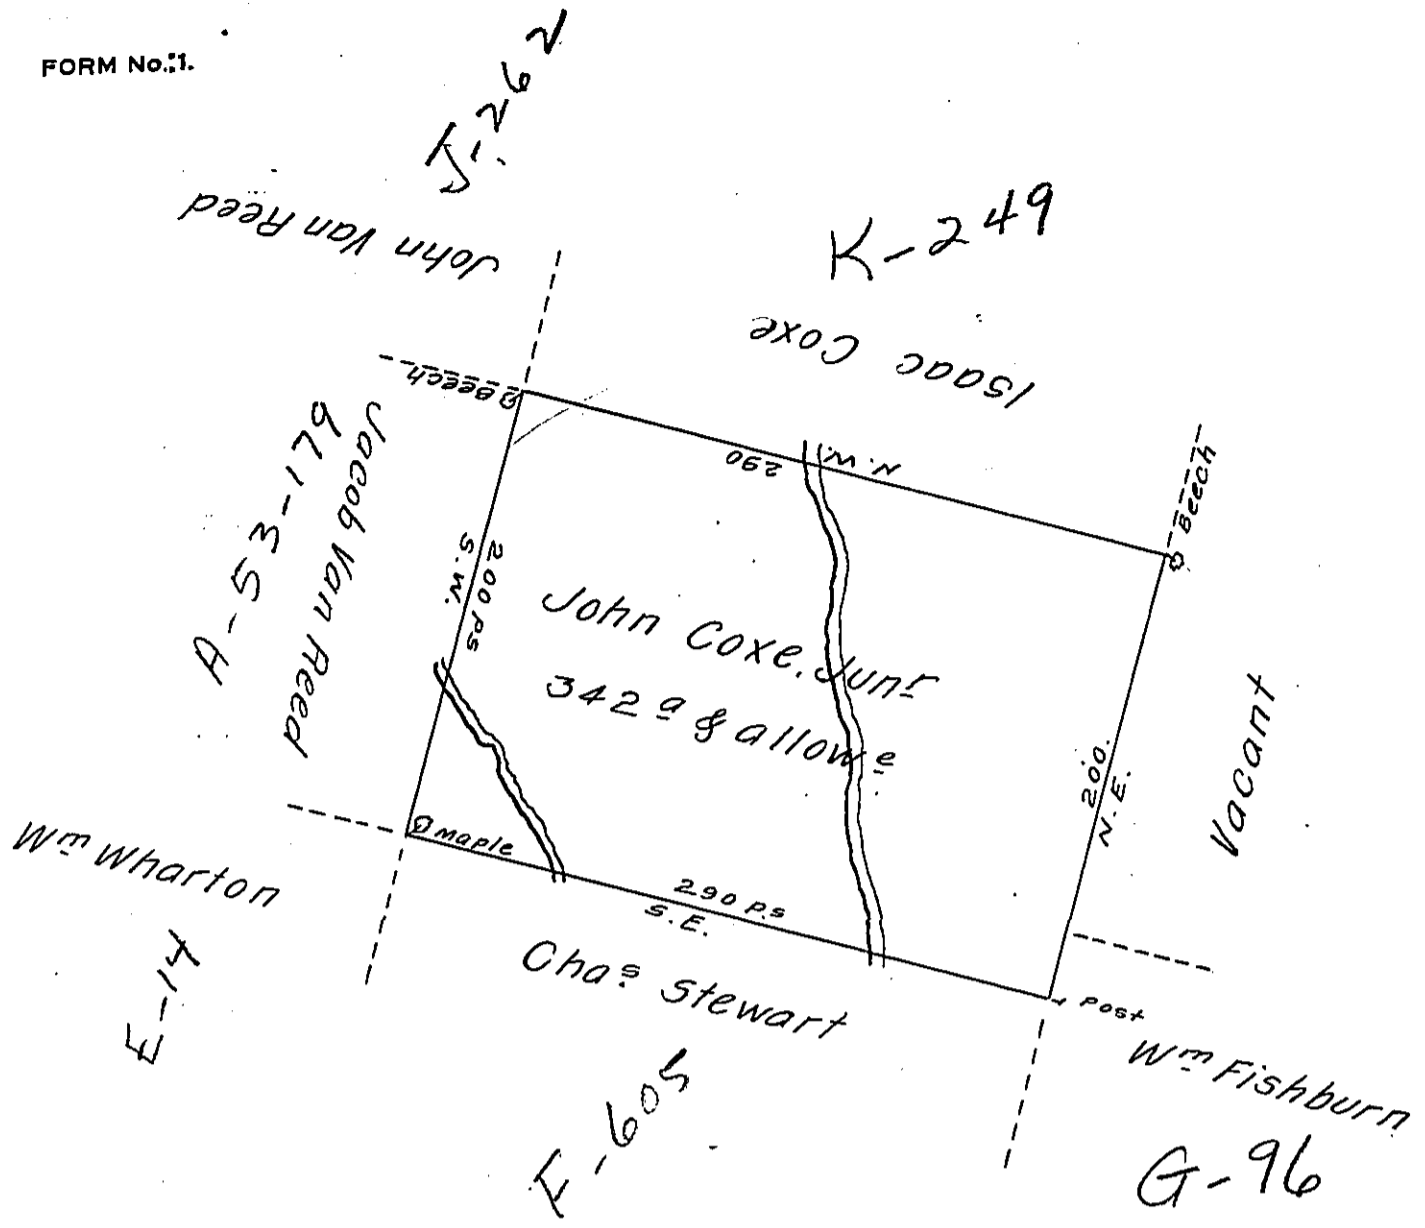 FORM No. 1.
J-262
John Van Reed
K-249
Isaac Coxe
Beech
290
N.W.
Beech
A-53-179
Jacob Van Reed
200 ps
S.W.
John Coxe, Junr
342 a & allowe
200.
N.E.
Vacant
Wm Wharton
Maple
290 ps
S.E.
E-14
Chas Stewart
Post
Wm Fishburn
F-605
G-96